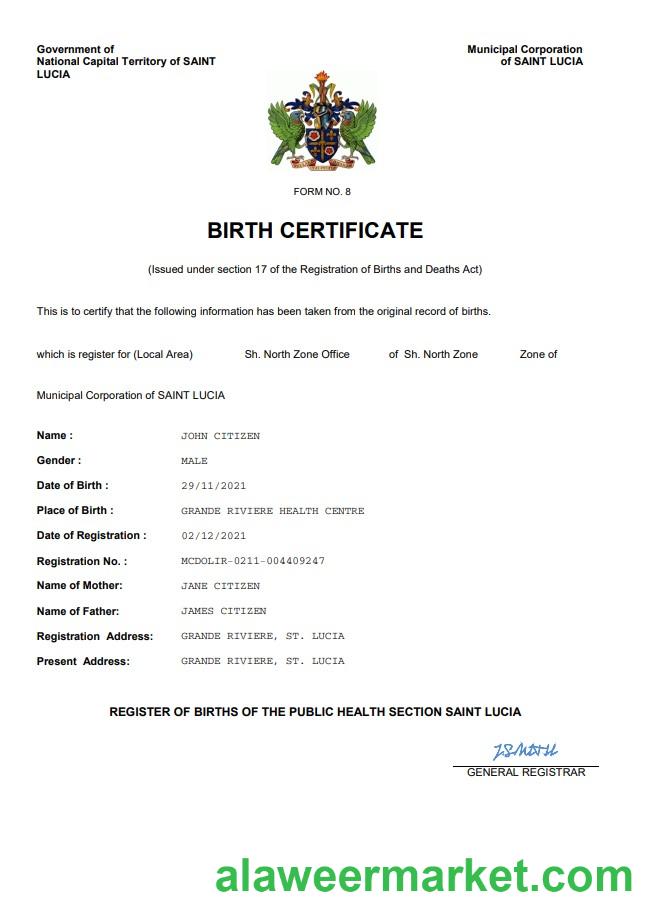 Government of
National Capital Territory of SAINT
LUCIA
Municipal Corporation
of SAINT LUCIA
FORM NO. 8
BIRTH CERTIFICATE
(Issued under section 17 of the Registration of Births and Deaths Act)
This is to certify that the following information has been taken from the original record of births.
which is register for (Local Area) Sh. North Zone Office of Sh. North Zone Zone of
Municipal Corporation of SAINT LUCIA
Name : JOHN CITIZEN
Gender : MALE
Date of Birth : 29/11/2021
Place of Birth : GRANDE RIVIERE HEALTH CENTRE
Date of Registration : 02/12/2021
Registration No. : MCDOLIR-0211-004409247
Name of Mother: JANE CITIZEN
Name of Father: JAMES CITIZEN
Registration Address: GRANDE RIVIERE, ST. LUCIA
Present Address: GRANDE RIVIERE, ST. LUCIA
REGISTER OF BIRTHS OF THE PUBLIC HEALTH SECTION SAINT LUCIA
GENERAL REGISTRAR
alaweermarket.com